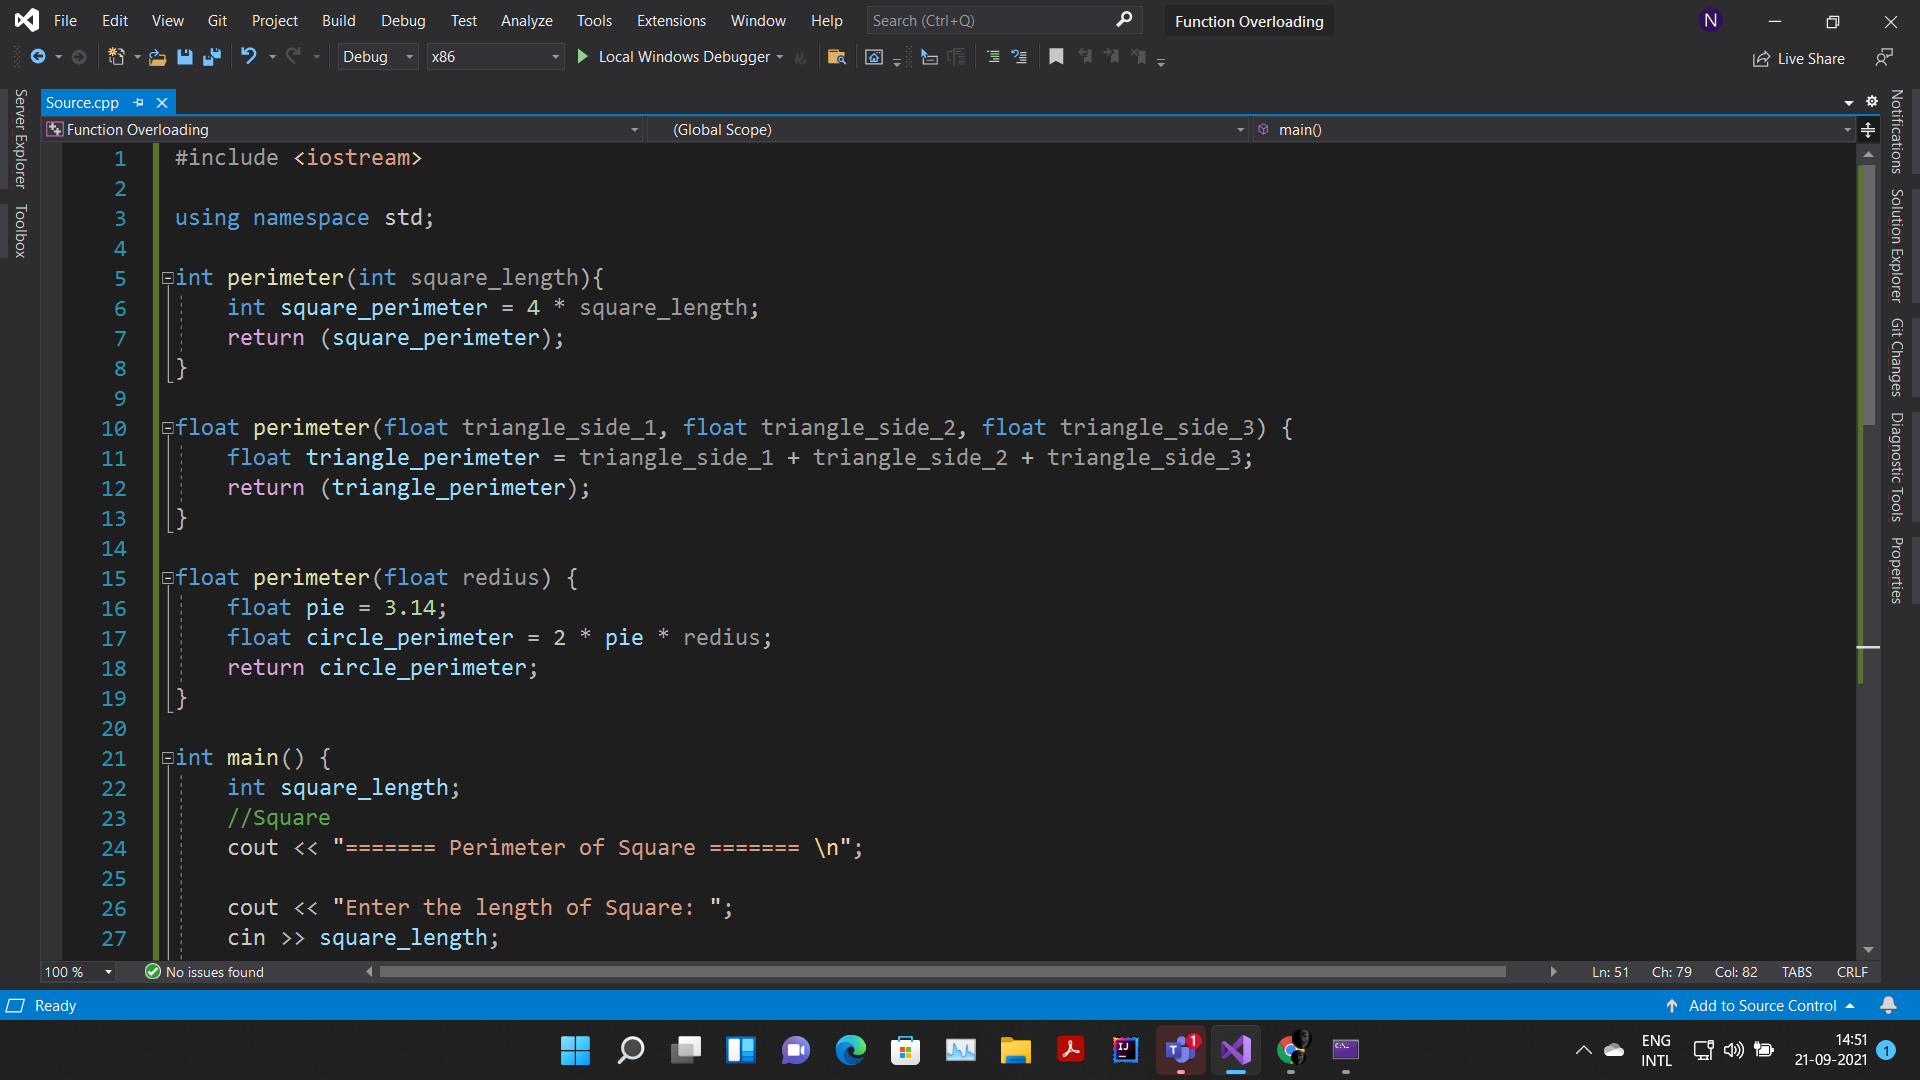 File Edit View Git Project Build Debug Test Analyze Tools Extensions Window Help Search (Ctrl+Q) Function Overloading N
Debug x86 Local Windows Debugger Live Share
Server Explorer
Toolbox
Source.cpp
Function Overloading (Global Scope) main()
1 #include <iostream>
2
3 using namespace std;
4
5 int perimeter(int square_length){
6 int square_perimeter = 4 * square_length;
7 return (square_perimeter);
8 }
9
10 float perimeter(float triangle_side_1, float triangle_side_2, float triangle_side_3) {
11 float triangle_perimeter = triangle_side_1 + triangle_side_2 + triangle_side_3;
12 return (triangle_perimeter);
13 }
14
15 float perimeter(float redius) {
16 float pie = 3.14;
17 float circle_perimeter = 2 * pie * redius;
18 return circle_perimeter;
19 }
20
21 int main() {
22 int square_length;
23 //Square
24 cout << "======= Perimeter of Square ======= \n";
25
26 cout << "Enter the length of Square: ";
27 cin >> square_length;
Notifications
Solution Explorer
Git Changes
Diagnostic Tools
Properties
100 % No issues found Ln: 51 Ch: 79 Col: 82 TABS CRLF
Ready Add to Source Control
IJ T 1 C:\. ENG INTL 14:51 21-09-2021 1